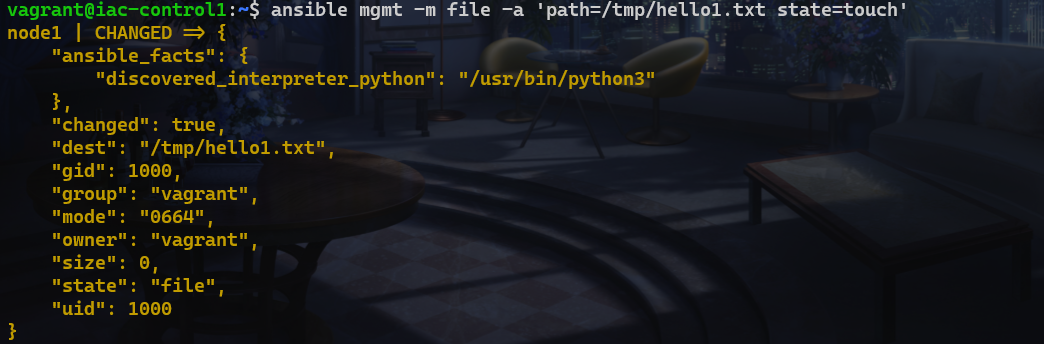 vagrant@iac-control1:~$ ansible mgmt -m file -a 'path=/tmp/hello1.txt state=touch'
node1 | CHANGED => {
    "ansible_facts": {
        "discovered_interpreter_python": "/usr/bin/python3"
    },
    "changed": true,
    "dest": "/tmp/hello1.txt",
    "gid": 1000,
    "group": "vagrant",
    "mode": "0664",
    "owner": "vagrant",
    "size": 0,
    "state": "file",
    "uid": 1000
}